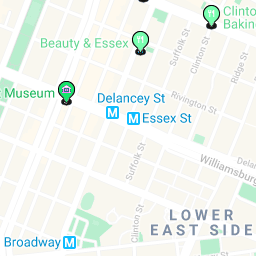 Clinton
Bakin
Beauty & Essex
Suffolk St
Clinton St
Ridge St
Museum
Rivington St
Delancey St
M
M Essex St
Williamsburg
Suffolk St
Clinton St
LOWER
EAST SIDE
Broadway M